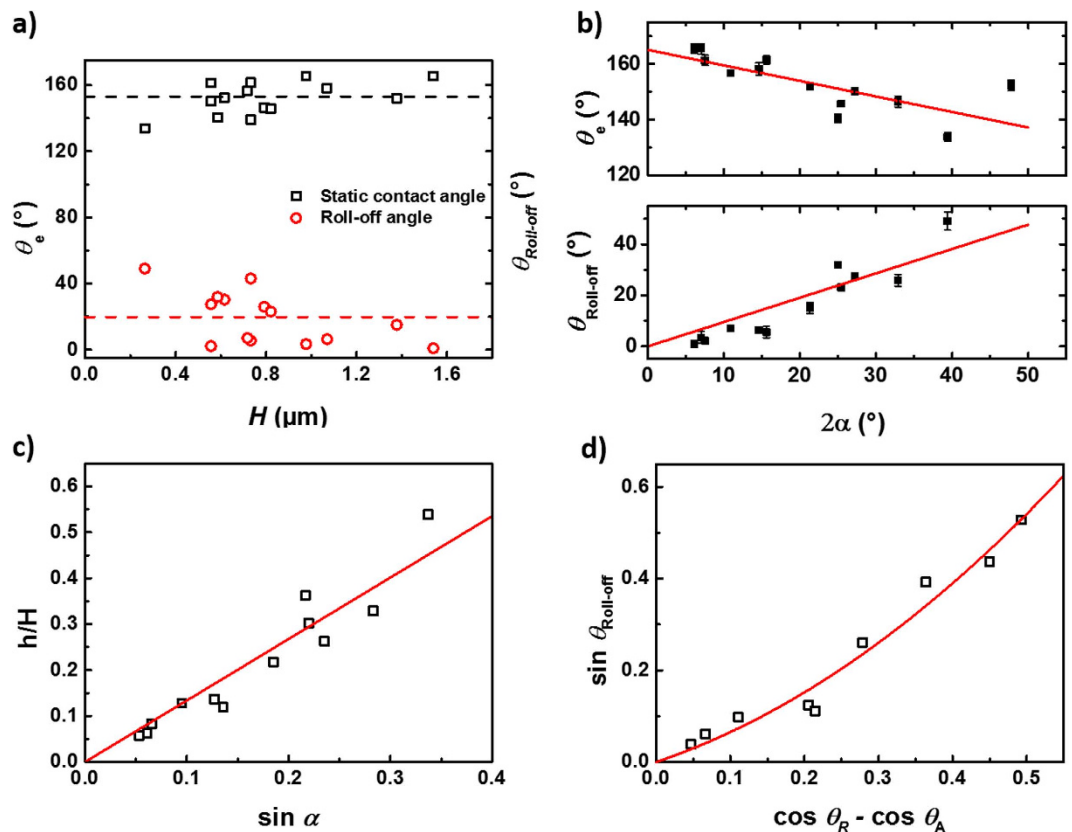 a)
160
120
80
40
0
θe (°)
Static contact angle
Roll-off angle
θRoll-off (°)
0.0 0.4 0.8 1.2 1.6
H (µm)
b)
160
140
120
θe (°)
40
20
0
θRoll-off (°)
0 10 20 30 40 50
2α (°)
c)
0.6
0.5
0.4
0.3
0.2
0.1
0.0
h/H
0.0 0.1 0.2 0.3 0.4
sin α
d)
0.6
0.4
0.2
0.0
sin θRoll-off
0.0 0.1 0.2 0.3 0.4 0.5
cos θR - cos θA